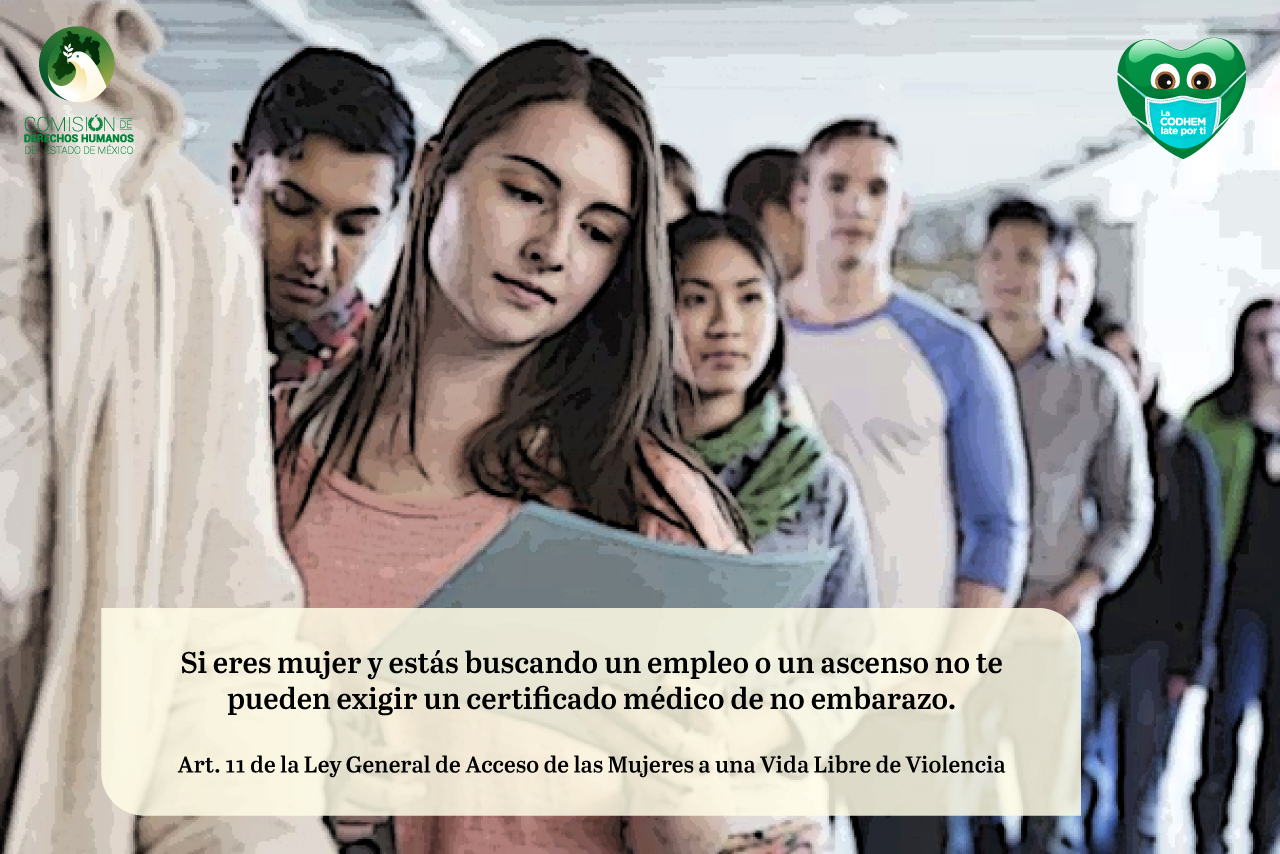 COMISIÓN DE
DERECHOS HUMANOS
DEL ESTADO DE MÉXICO
La
CODHEM
late por ti
Si eres mujer y estás buscando un empleo o un ascenso no te
pueden exigir un certificado médico de no embarazo.
Art. 11 de la Ley General de Acceso de las Mujeres a una Vida Libre de Violencia